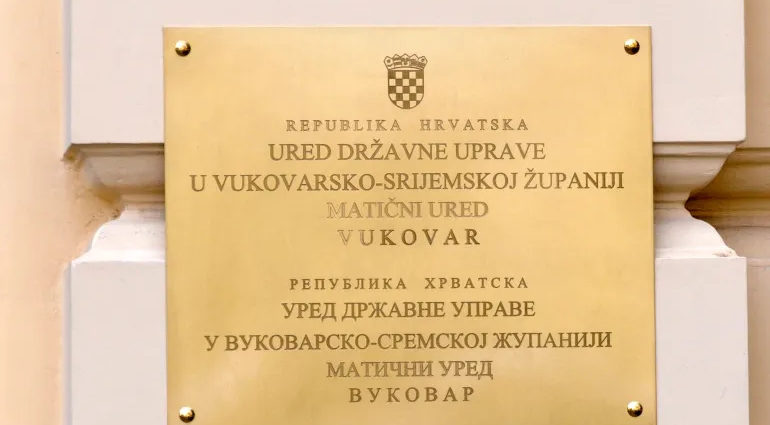 REPUBLIKA HRVATSKA
URED DRŽAVNE UPRAVE
U VUKOVARSKO-SRIJEMSKOJ ŽUPANIJI
MATIČNI URED
VUKOVAR
РЕПУБЛИКА ХРВАТСКА
УРЕД ДРЖАВНЕ УПРАВЕ
У ВУКОВАРСКО-СРЕМСКОЈ ЖУПАНИЈИ
МАТИЧНИ УРЕД
ВУКОВАР